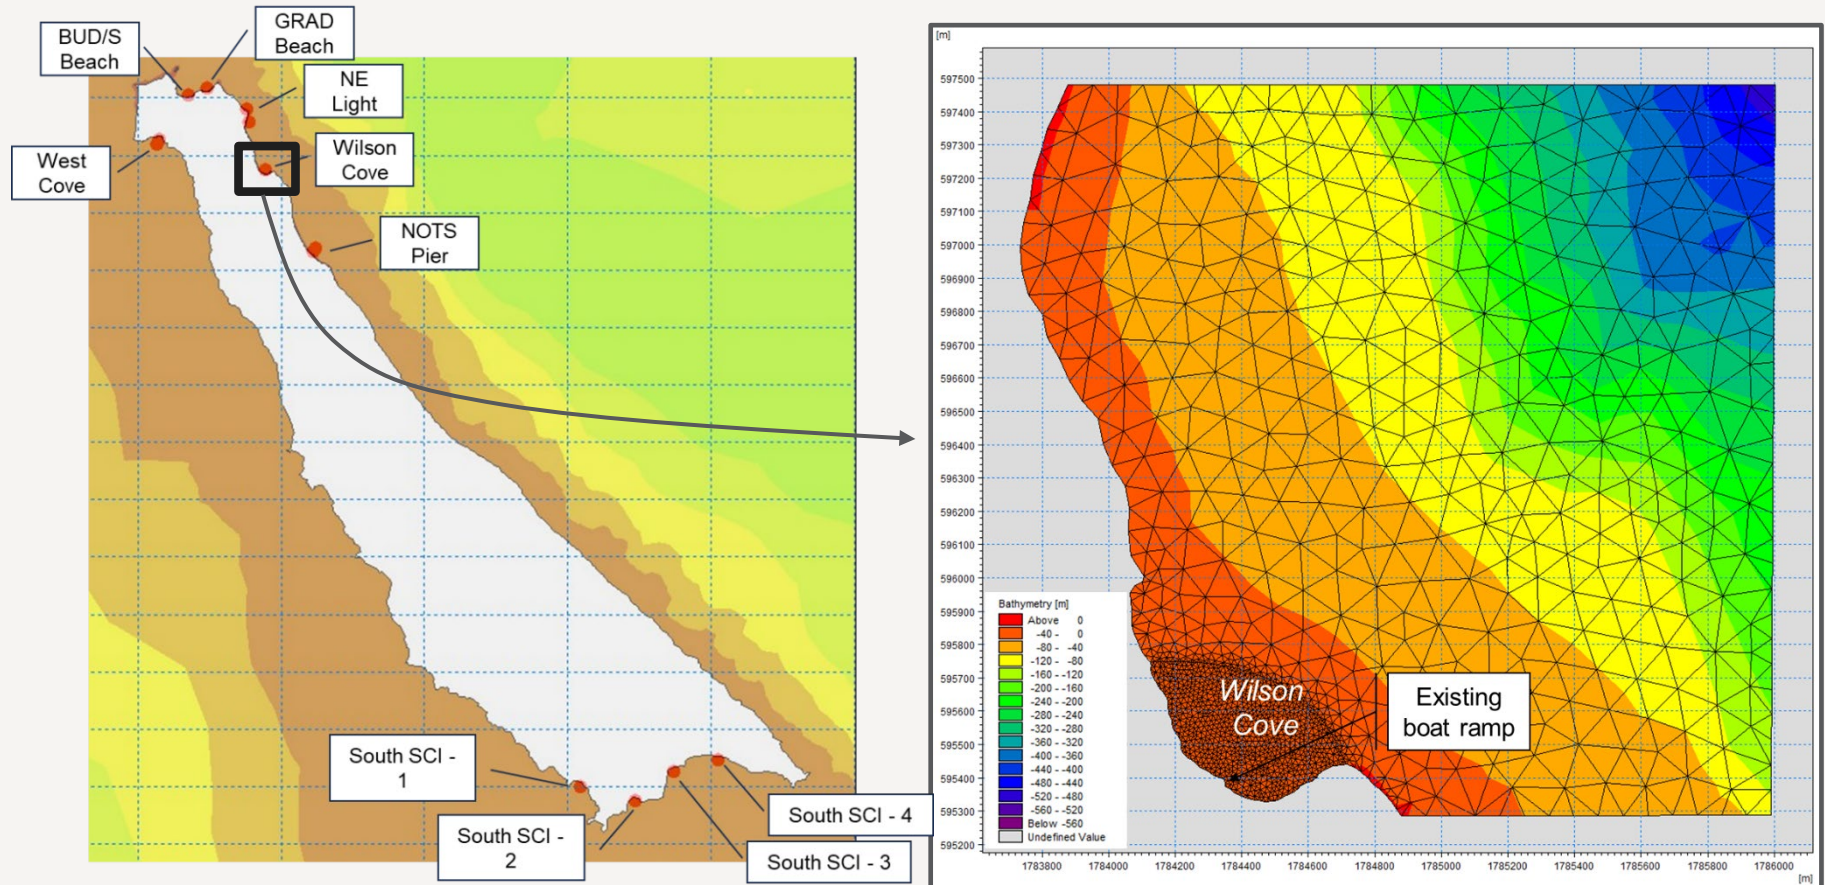 BUD/S
Beach
GRAD
Beach
NE
Light
Wilson
Cove
West
Cove
NOTS
Pier
South SCI -
1
South SCI -
2
South SCI - 4
South SCI - 3
[m]
597500
597400
597300
597200
597100
597000
596900
596800
596700
596600
596500
596400
596300
596200
596100
596000
595900
595800
595700
595600
595500
595400
595300
595200
Wilson
Cove
Existing
boat ramp
Bathymetry [m]
Above 0
-40 - 0
-80 - -40
-120 - -80
-160 - -120
-200 - -160
-240 - -200
-280 - -240
-320 - -280
-360 - -320
-400 - -360
-440 - -400
-480 - -440
-520 - -480
-560 - -520
Below -560
Undefined Value
1783800 1784000 1784200 1784400 1784600 1784800 1785000 1785200 1785400 1785600 1785800 1786000
[m]